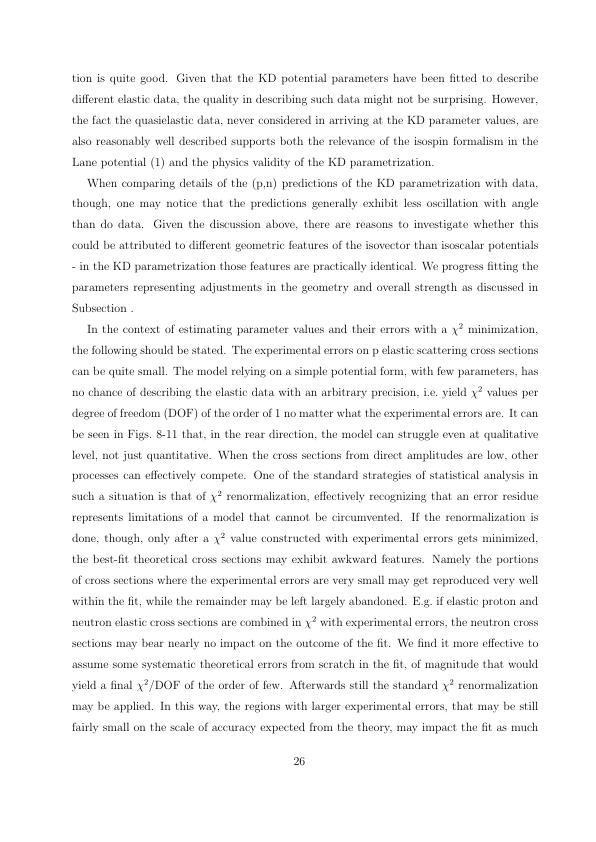 tion is quite good. Given that the KD potential parameters have been fitted to describe
different elastic data, the quality in describing such data might not be surprising. However,
the fact the quasielastic data, never considered in arriving at the KD parameter values, are
also reasonably well described supports both the relevance of the isospin formalism in the
Lane potential (1) and the physics validity of the KD parametrization.
When comparing details of the (p,n) predictions of the KD parametrization with data,
though, one may notice that the predictions generally exhibit less oscillation with angle
than do data. Given the discussion above, there are reasons to investigate whether this
could be attributed to different geometric features of the isovector than isoscalar potentials
- in the KD parametrization those features are practically identical. We progress fitting the
parameters representing adjustments in the geometry and overall strength as discussed in
Subsection .
In the context of estimating parameter values and their errors with a χ² minimization,
the following should be stated. The experimental errors on p elastic scattering cross sections
can be quite small. The model relying on a simple potential form, with few parameters, has
no chance of describing the elastic data with an arbitrary precision, i.e. yield χ² values per
degree of freedom (DOF) of the order of 1 no matter what the experimental errors are. It can
be seen in Figs. 8-11 that, in the rear direction, the model can struggle even at qualitative
level, not just quantitative. When the cross sections from direct amplitudes are low, other
processes can effectively compete. One of the standard strategies of statistical analysis in
such a situation is that of χ² renormalization, effectively recognizing that an error residue
represents limitations of a model that cannot be circumvented. If the renormalization is
done, though, only after a χ² value constructed with experimental errors gets minimized,
the best-fit theoretical cross sections may exhibit awkward features. Namely the portions
of cross sections where the experimental errors are very small may get reproduced very well
within the fit, while the remainder may be left largely abandoned. E.g. if elastic proton and
neutron elastic cross sections are combined in χ² with experimental errors, the neutron cross
sections may bear nearly no impact on the outcome of the fit. We find it more effective to
assume some systematic theoretical errors from scratch in the fit, of magnitude that would
yield a final χ²/DOF of the order of few. Afterwards still the standard χ² renormalization
may be applied. In this way, the regions with larger experimental errors, that may be still
fairly small on the scale of accuracy expected from the theory, may impact the fit as much
26